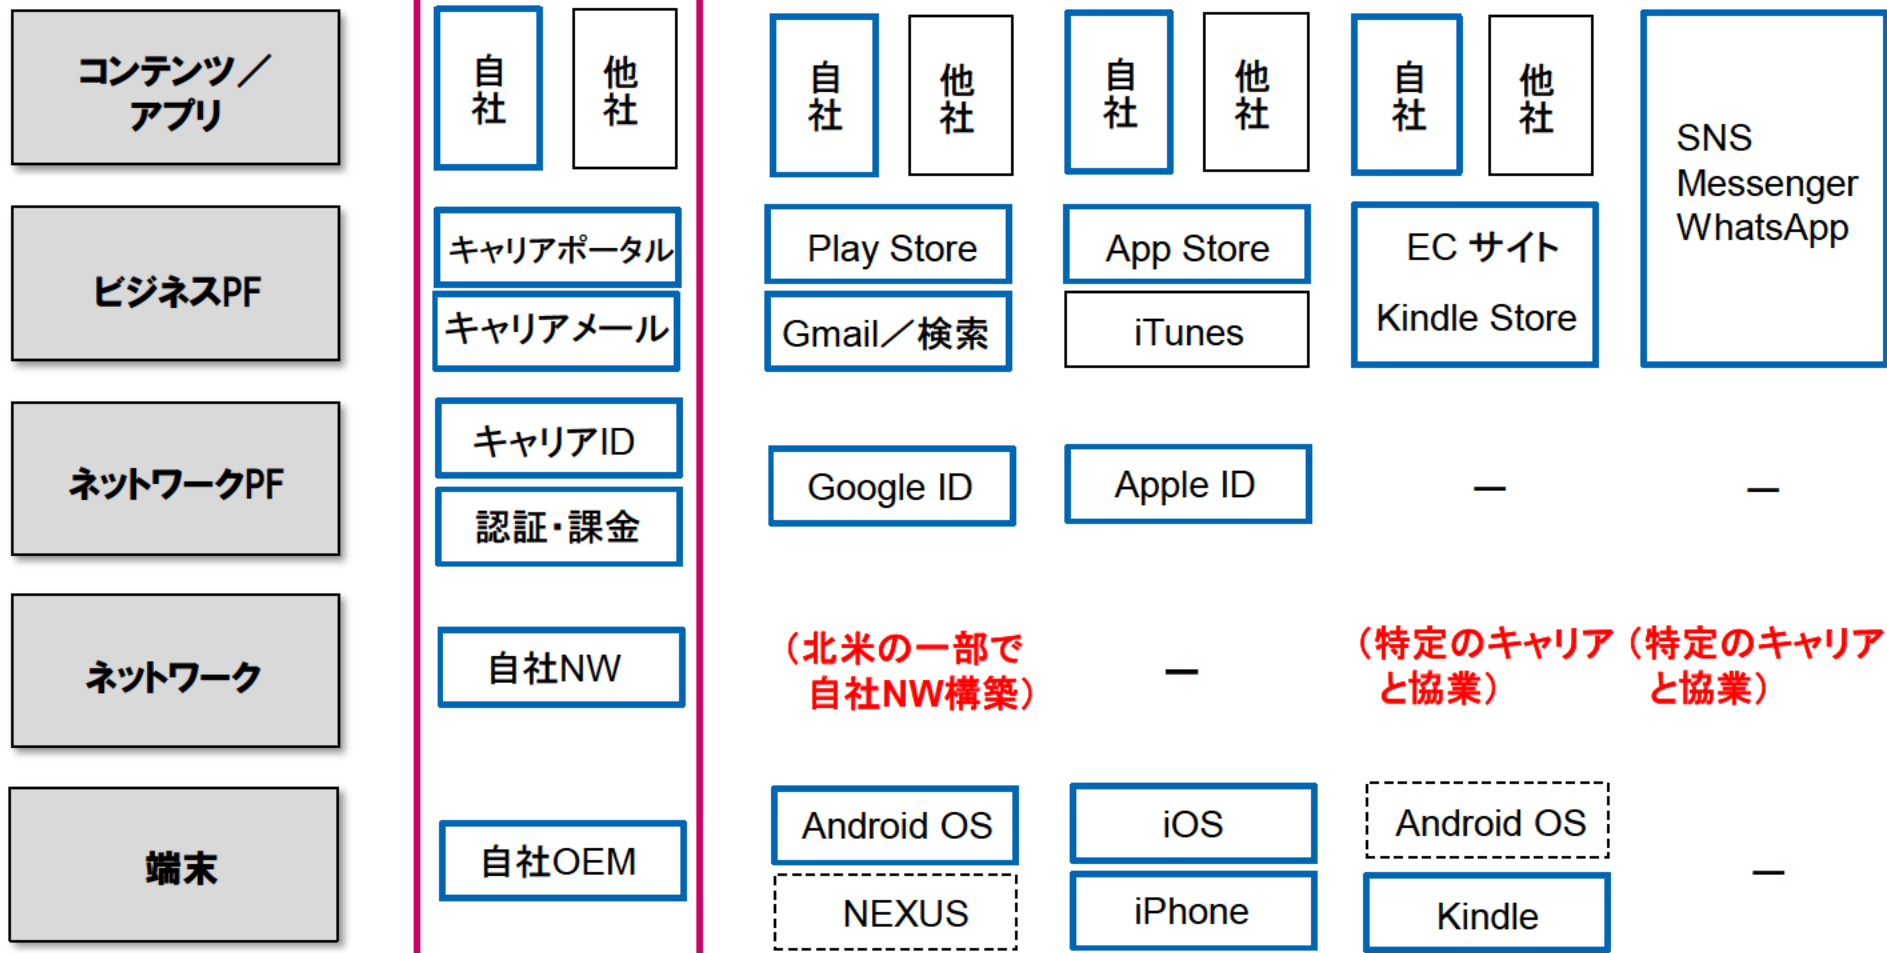 コンテンツ／
アプリ
自社
他社
自社
他社
自社
他社
自社
他社
SNS
Messenger
WhatsApp
ビジネスPF
キャリアポータル
キャリアメール
Play Store
Gmail／検索
App Store
iTunes
EC サイト
Kindle Store
ネットワークPF
キャリアID
認証・課金
Google ID
Apple ID
－
－
ネットワーク
自社NW
（北米の一部で
自社NW構築）
－
（特定のキャリア
と協業）
（特定のキャリア
と協業）
端末
自社OEM
Android OS
NEXUS
iOS
iPhone
Android OS
Kindle
－